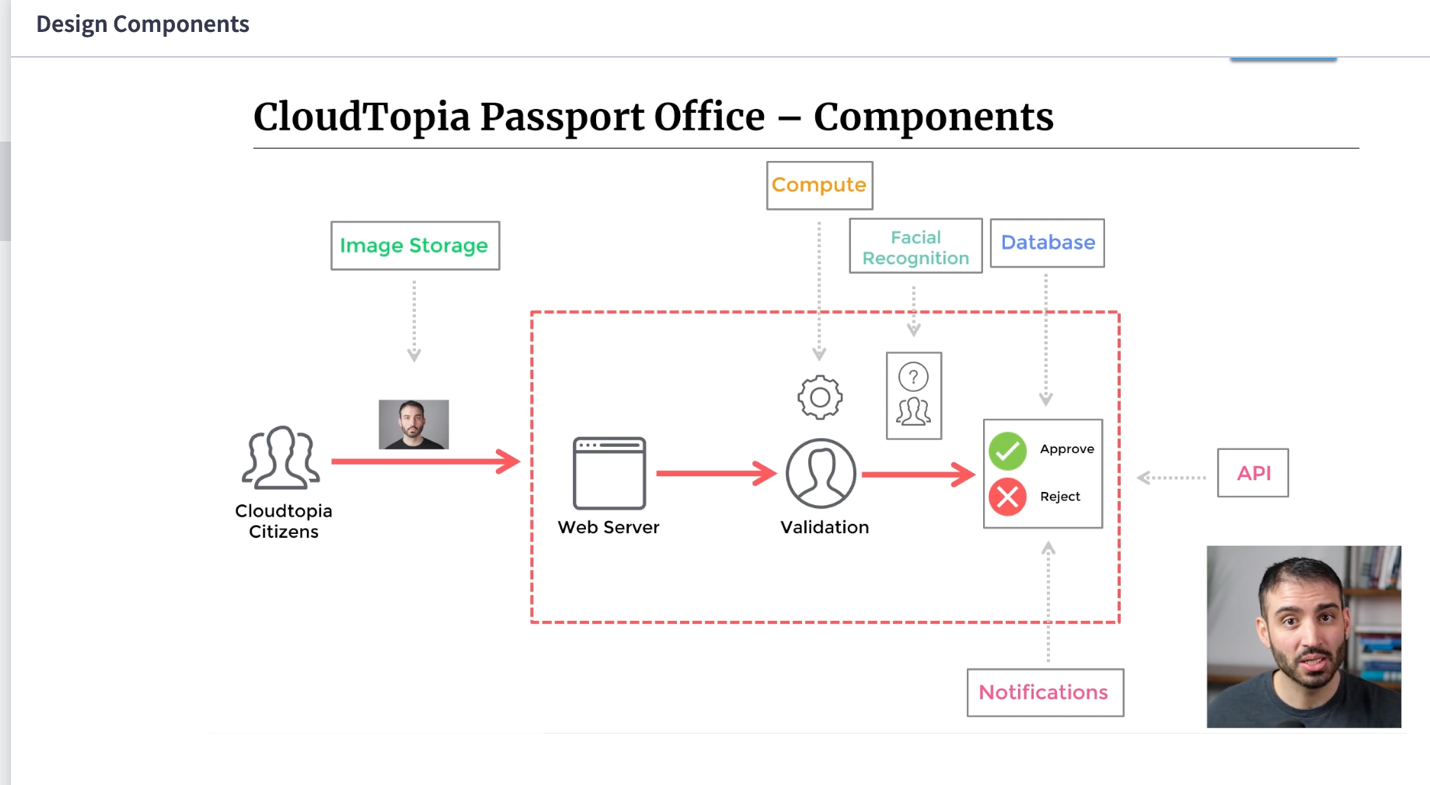 Design Components
CloudTopia Passport Office – Components
Compute
Image Storage
Facial
Recognition
Database
?
Approve
Reject
API
Cloudtopia
Citizens
Web Server
Validation
Notifications